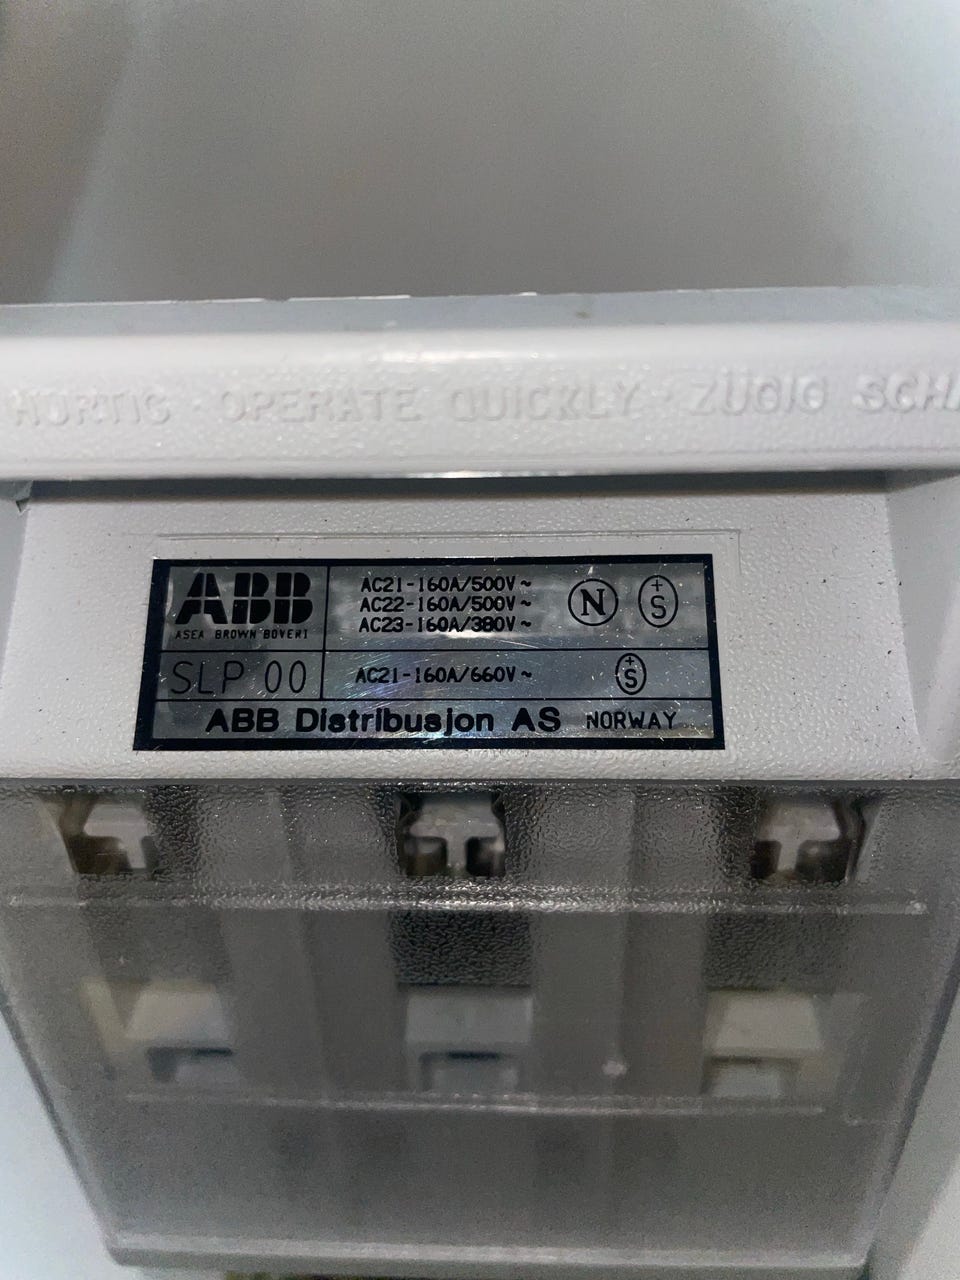 HURTIG · OPERATE QUICKLY · ZÜGIG
ABB
ASEA BROWN BOVERI
AC21-160A/500V~
AC22-160A/500V~
AC23-160A/380V~
N
+
S
SLP 00
AC21-160A/660V~
+
S
ABB Distribusjon AS NORWAY